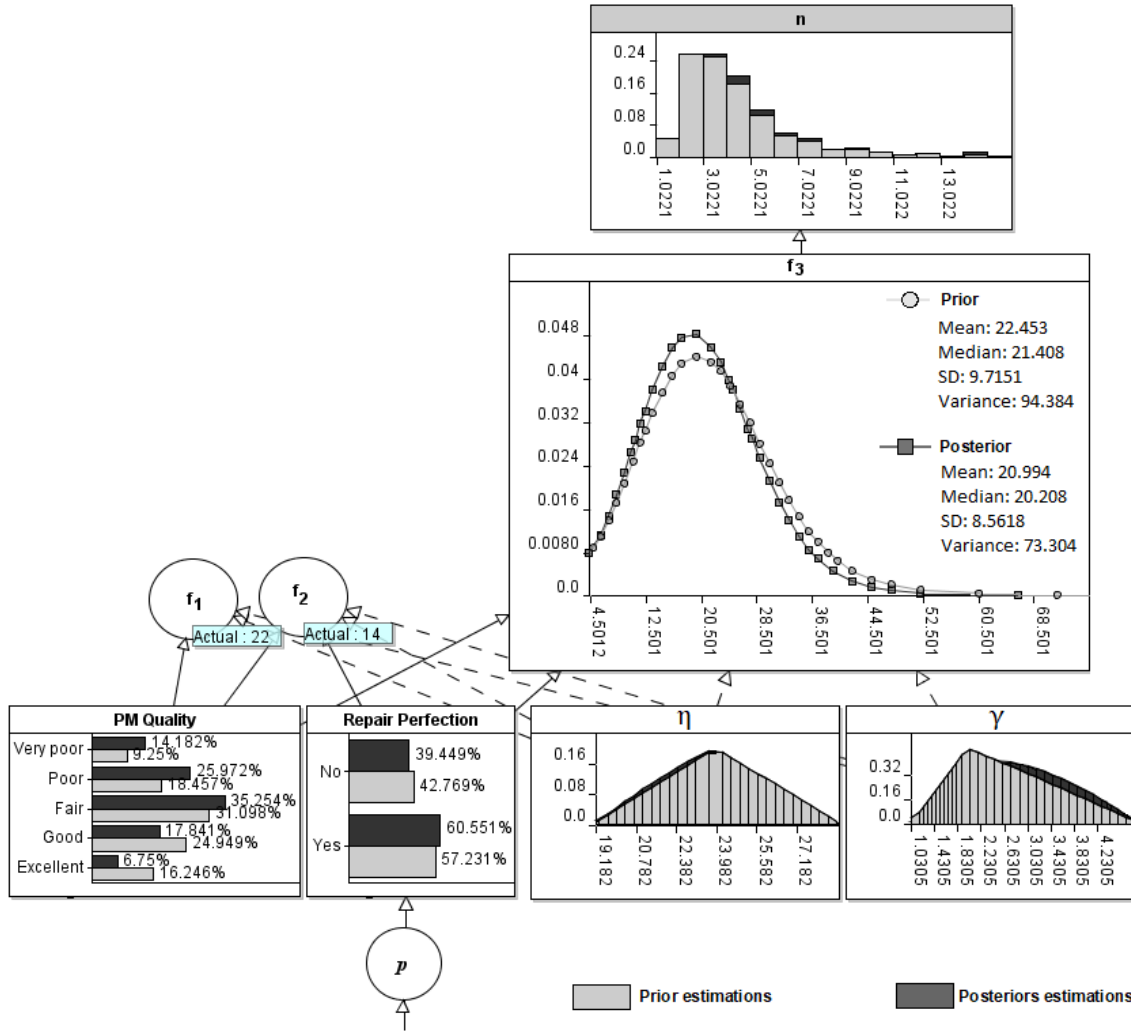 n
0.24
0.16
0.08
0.0
1.0221
3.0221
5.0221
7.0221
9.0221
11.022
13.022
f3
Prior
Mean: 22.453
Median: 21.408
SD: 9.7151
Variance: 94.384
Posterior
Mean: 20.994
Median: 20.208
SD: 8.5618
Variance: 73.304
0.048
0.04
0.032
0.024
0.016
0.0080
0.0
4.5012
12.501
20.501
28.501
36.501
44.501
52.501
60.501
68.501
f1
f2
Actual : 22
Actual : 14
PM Quality
Very poor
14.182%
9.25%
Poor
25.972%
18.457%
Fair
35.254%
31.098%
Good
17.841%
24.949%
Excellent
6.75%
16.246%
Repair Perfection
No
39.449%
42.769%
Yes
60.551%
57.231%
η
0.16
0.08
0.0
19.182
20.782
22.382
23.982
25.582
27.182
γ
0.32
0.16
0.0
1.0305
1.4305
1.8305
2.2305
2.6305
3.0305
3.4305
3.8305
4.2305
p
Prior estimations
Posteriors estimations